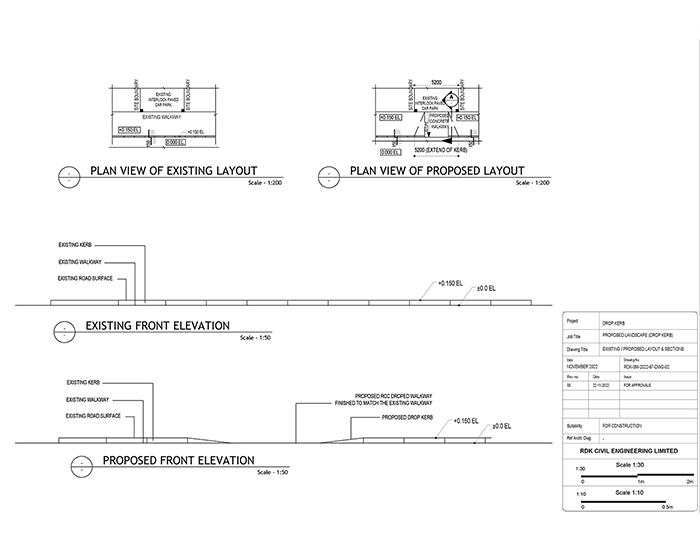 SITE BOUNDARY
EXISTING
INTERLOCK PAVED
CAR PARK
SITE BOUNDARY
EXISTING WALKWAY
+0.150 EL
+0.150 EL
0.000 EL
PLAN VIEW OF EXISTING LAYOUT
Scale - 1:200
5200
SITE BOUNDARY
EXISTING
INTERLOCK PAVED
CAR PARK
A
SITE BOUNDARY
+0.150 EL
PROPOSED
CONCRETE
WALKWAY
+0.150 EL
0.000 EL
5200 (EXTEND OF KERB)
PLAN VIEW OF PROPOSED LAYOUT
Scale - 1:200
EXISTING KERB
EXISTING WALKWAY
EXISTING ROAD SURFACE
+0.150 EL
±0.0 EL
EXISTING FRONT ELEVATION
Scale - 1:50
EXISTING KERB
EXISTING WALKWAY
EXISTING ROAD SURFACE
PROPOSED RCC DROPED WALKWAY
FINISHED TO MATCH THE EXISTING WALKWAY
PROPOSED DROP KERB
+0.150 EL
±0.0 EL
PROPOSED FRONT ELEVATION
Scale - 1:50
Project DROP KERB
Job Title PROPOSED LANDSCAPE (DROP KERB)
Drawing Title EXISTING / PROPOSED LAYOUT & SECTIONS
Date Drawing No
NOVEMBER 2022 RDK-SM-2022-67-DWG-02
Rev. no Date Issue
00 22.11.2022 FOR APPROVALS
Suitability FOR CONSTRUCTION
Ref Archt Dwg: -
RDK CIVIL ENGINEERING LIMITED
1:30 Scale 1:30
0 1m 2m
1:10 Scale 1:10
0 0.5m